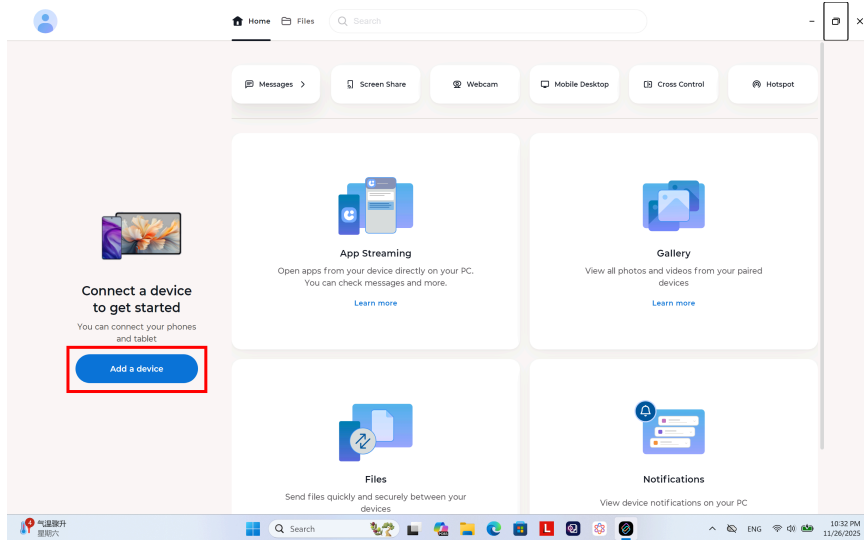 Home
Files
Search
Messages
Screen Share
Webcam
Mobile Desktop
Cross Control
Hotspot
Connect a device
to get started
You can connect your phones
and tablet
Add a device
App Streaming
Open apps from your device directly on your PC.
You can check messages and more.
Learn more
Gallery
View all photos and videos from your paired
devices
Learn more
Files
Send files quickly and securely between your
devices
Notifications
View device notifications on your PC
4
气温骤升
星期六
Search
L
ENG
10:32 PM
11/26/2025